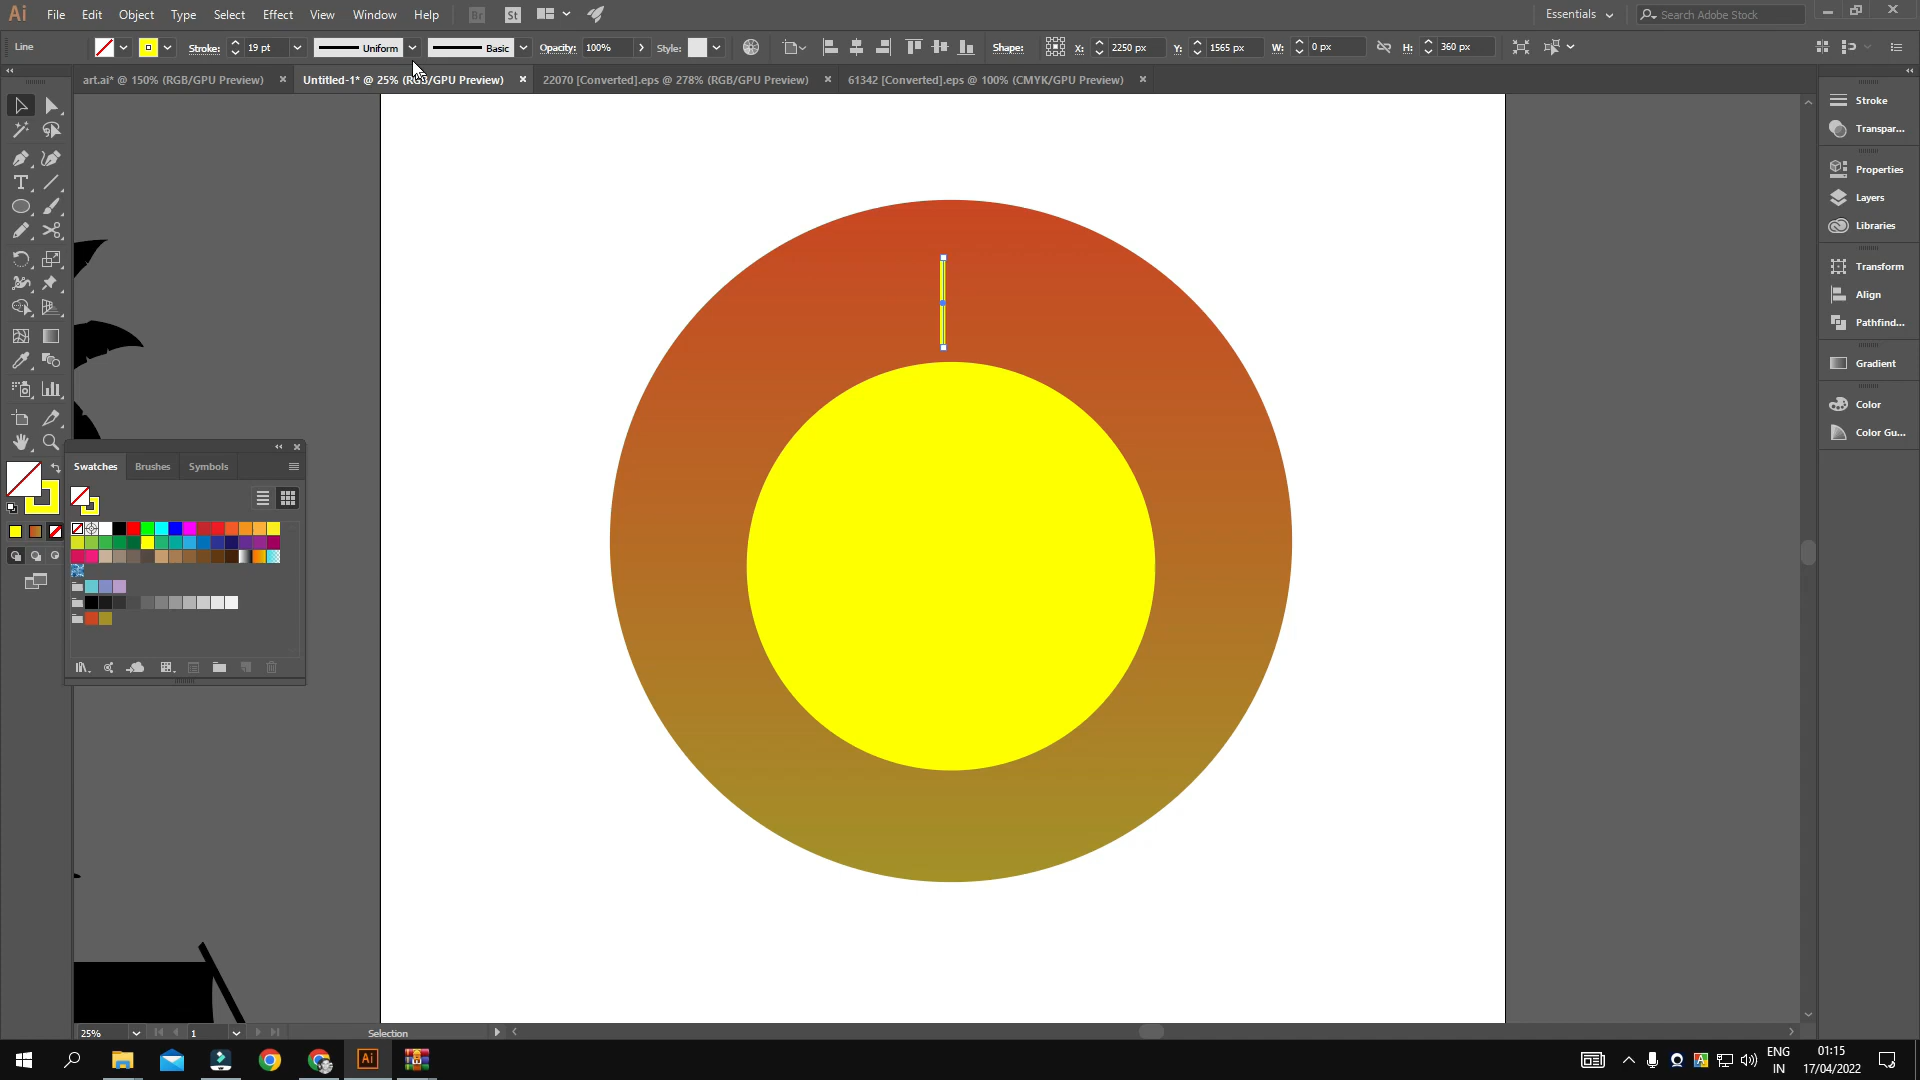 Ai File Edit Object Type Select Effect View Window Help Br St Essentials Search Adobe Stock
Line Stroke: 19 pt Uniform Basic Opacity: 100% Style: Shape: X: 2250 px Y: 1565 px W: 0 px H: 360 px
art.ai* @ 150% (RGB/GPU Preview) Untitled-1* @ 25% (RGB/GPU Preview) 22070 [Converted].eps @ 278% (RGB/GPU Preview) 61342 [Converted].eps @ 100% (CMYK/GPU Preview)
Stroke
Transpar...
Properties
Layers
Libraries
Transform
Align
Pathfind...
Gradient
Color
Color Gu...
Swatches Brushes Symbols
25% 1 Selection
Ai ENG 01:15
IN 17/04/2022